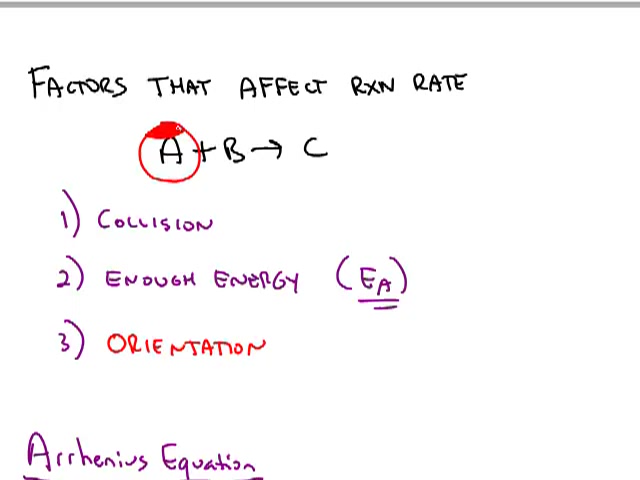 FACTORS THAT AFFECT RXN RATE
A + B → C
1) COLLISION
2) ENOUGH ENERGY (EA)
3) ORIENTATION
Arrhenius Equation